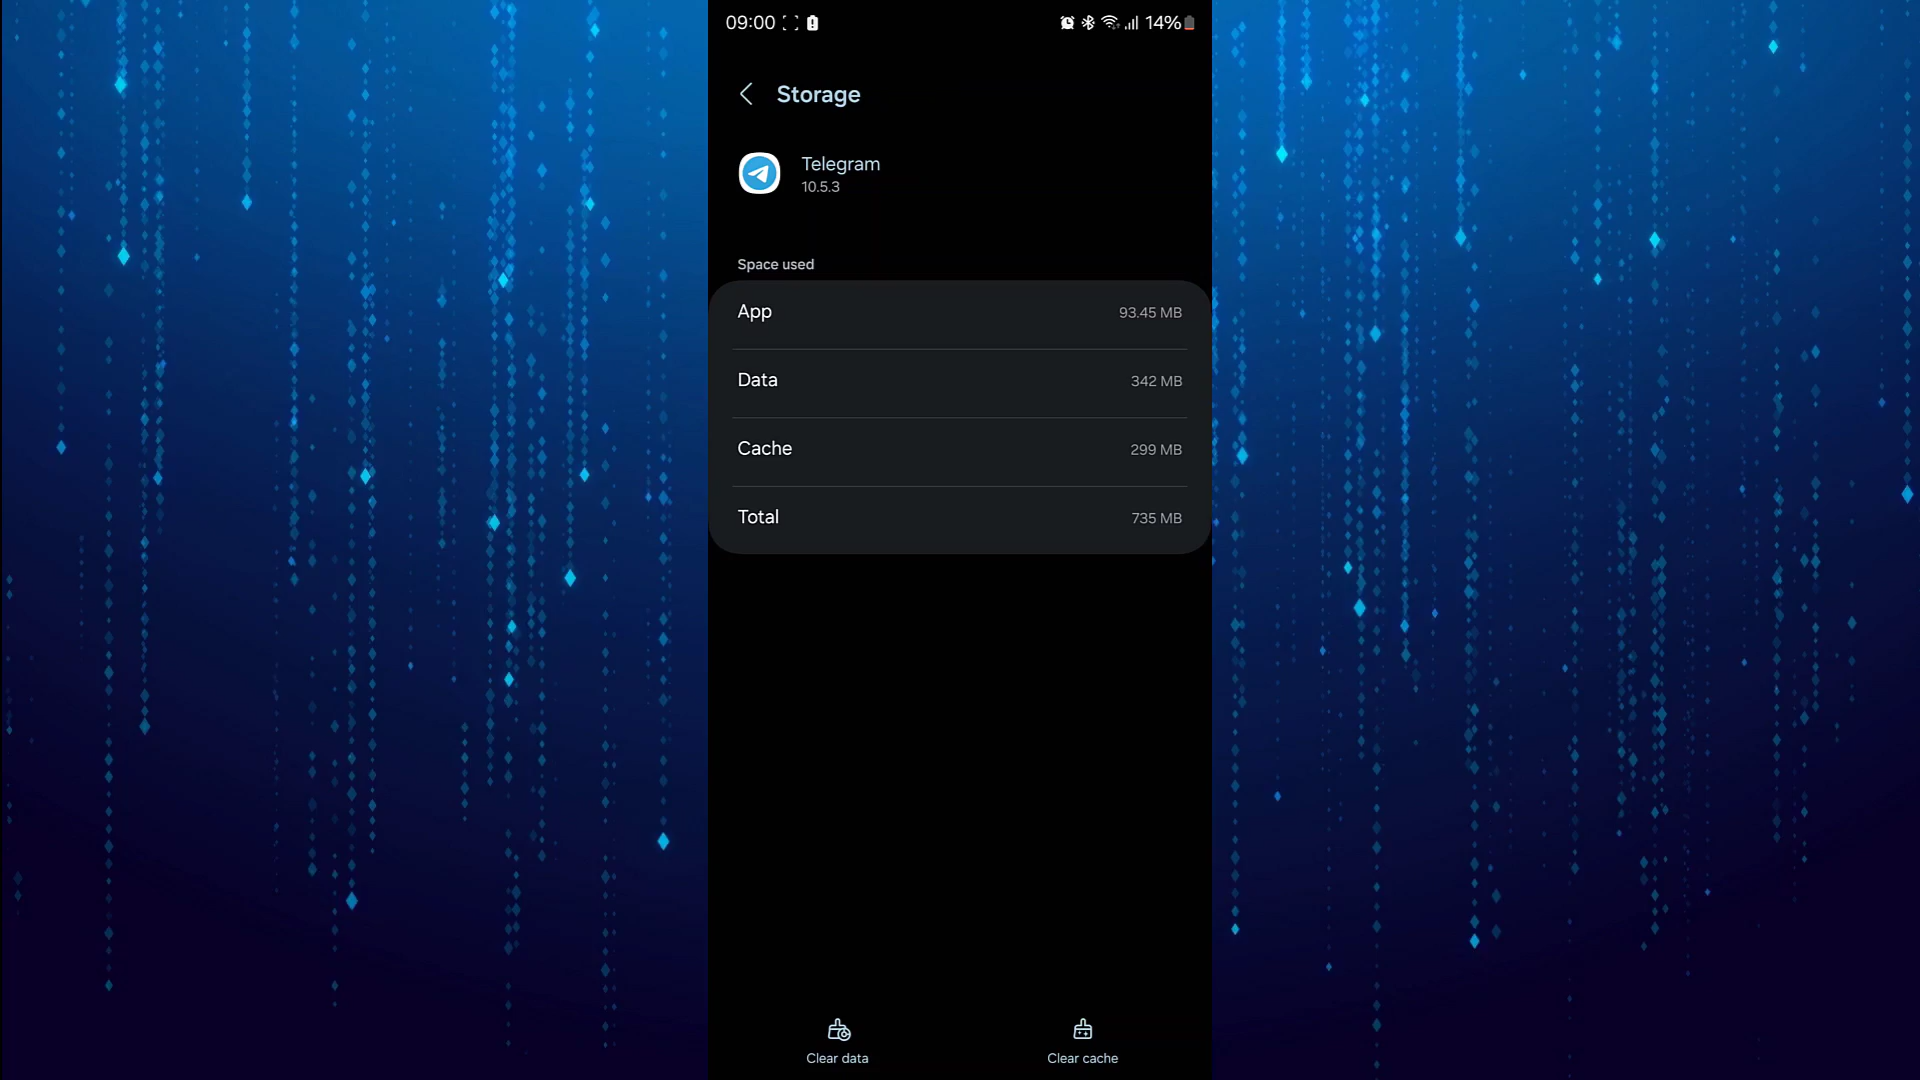 09:00 14%
Storage
Telegram
10.5.3
Space used
App 93.45 MB
Data 342 MB
Cache 299 MB
Total 735 MB
Clear data Clear cache